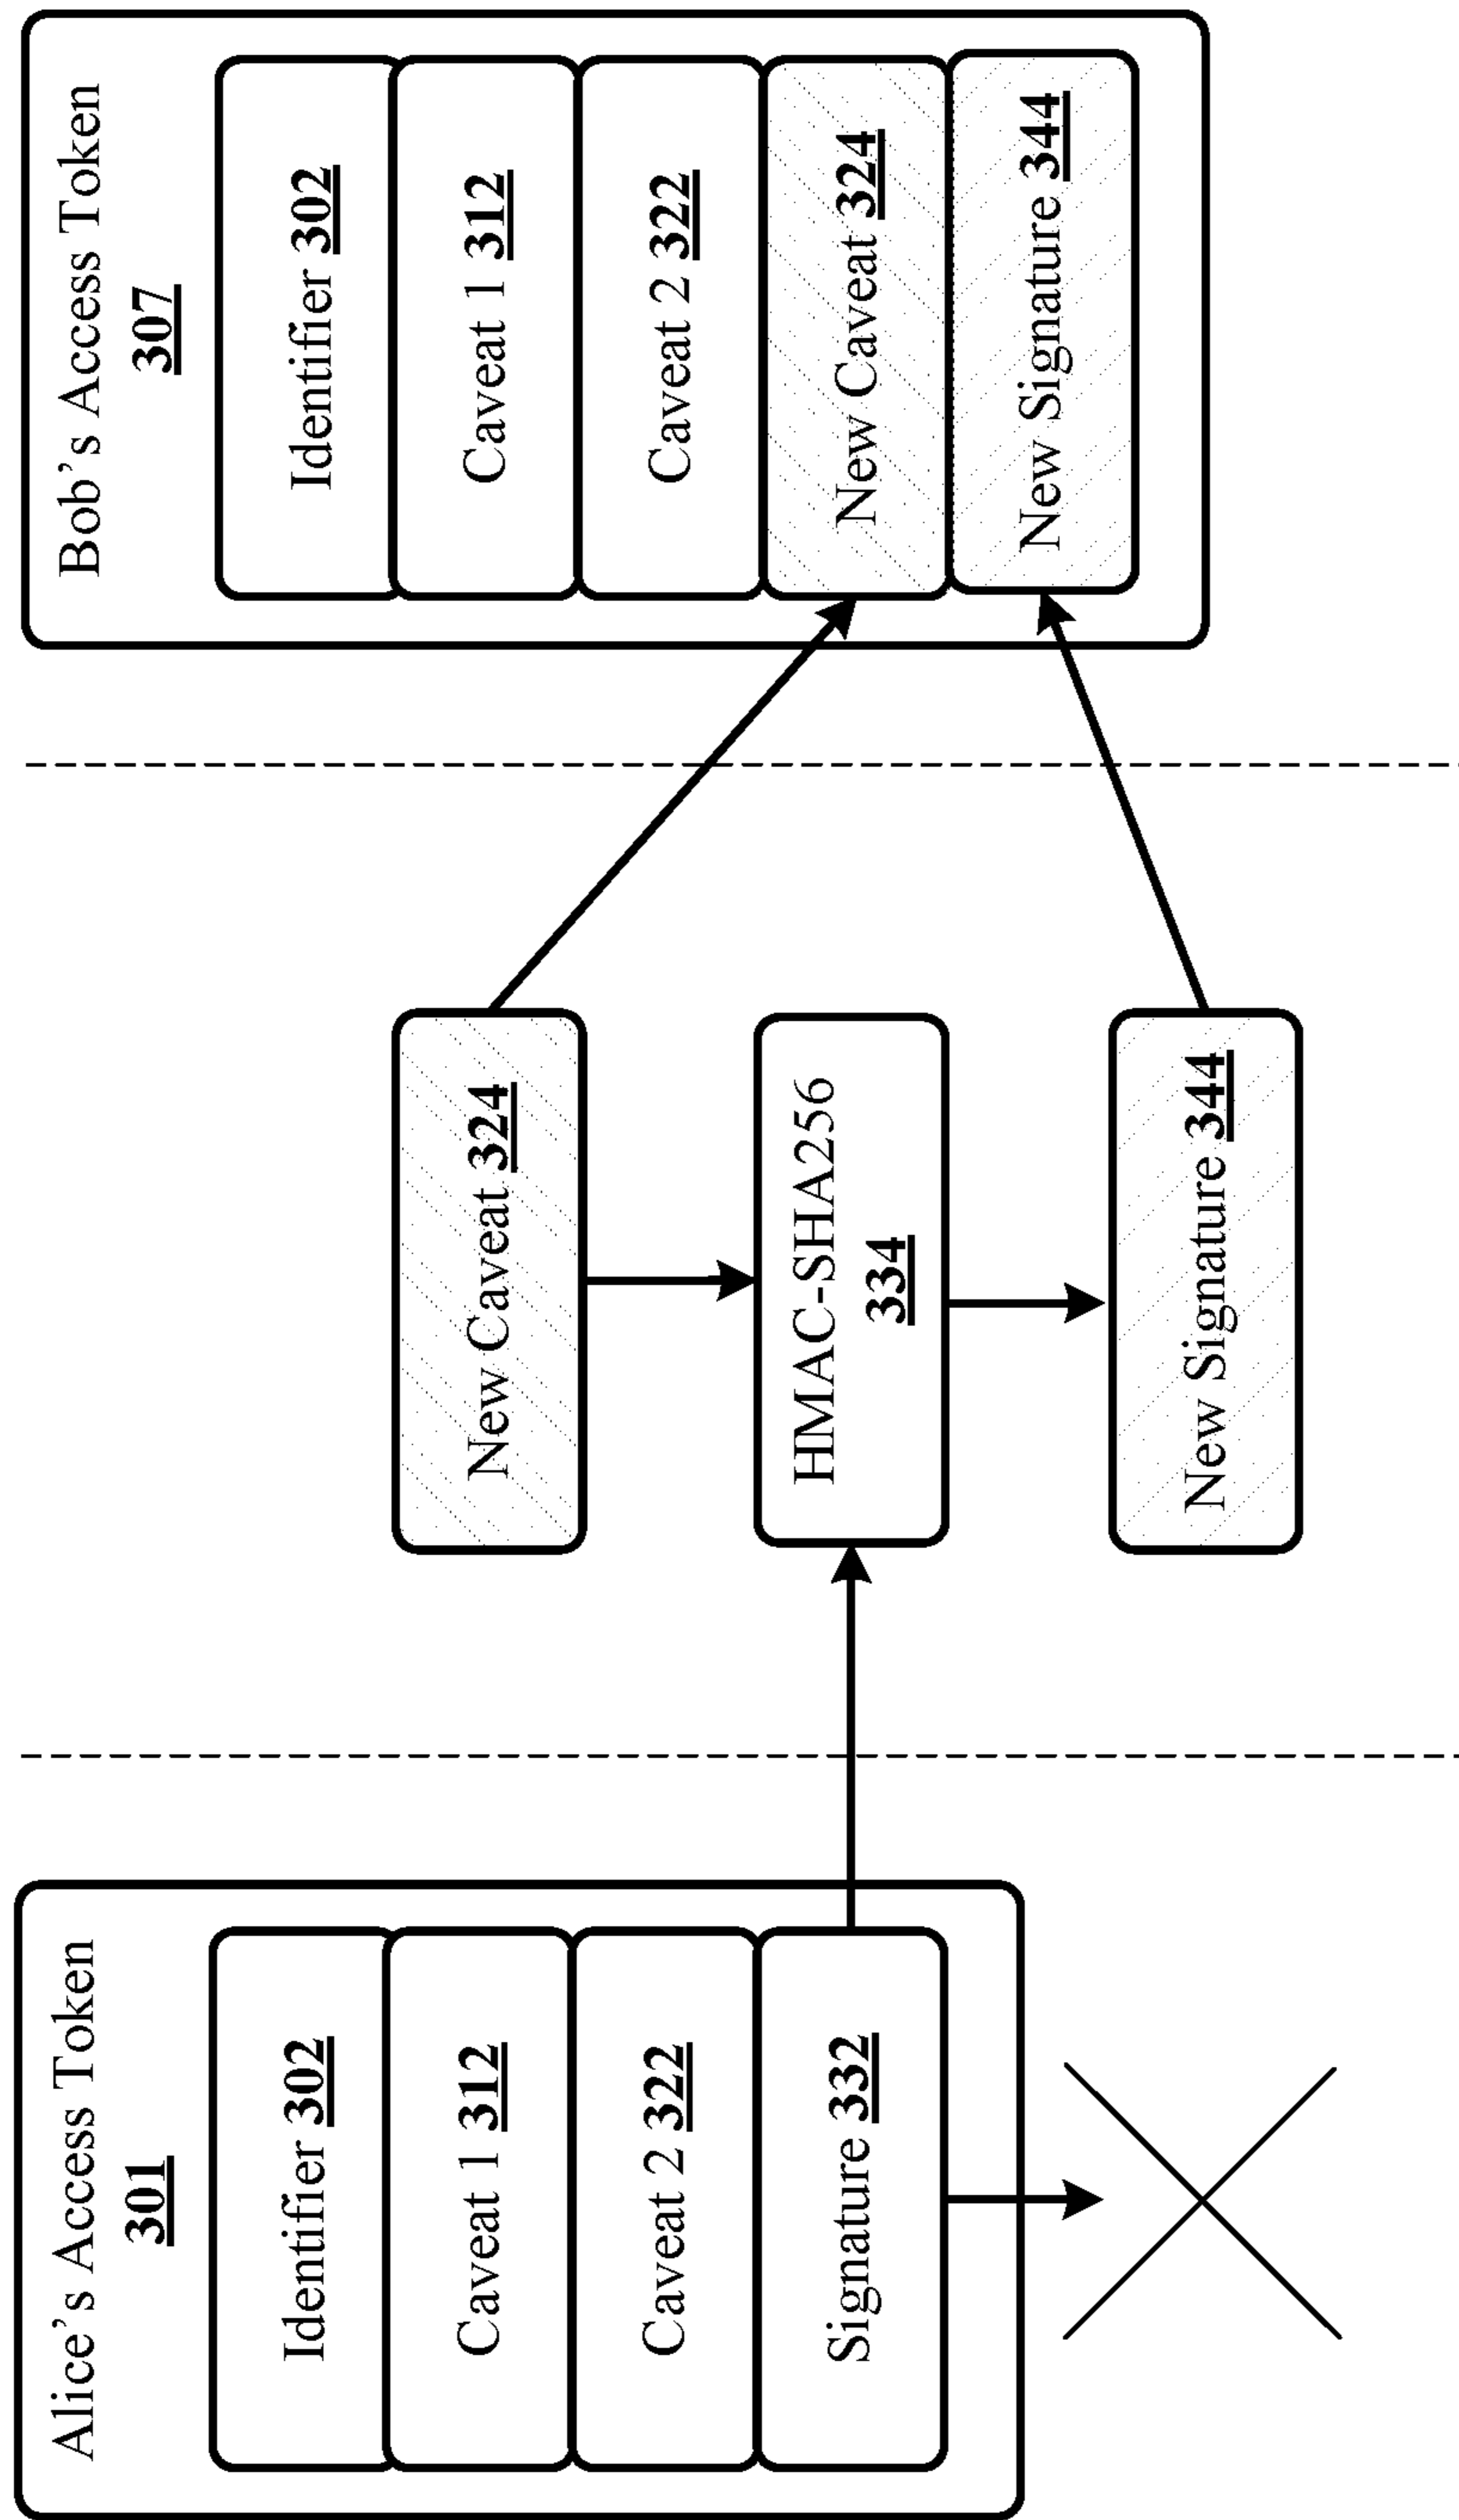 Alice’s Access Token
301
Identifier 302
Caveat 1 312
Caveat 2 322
Signature 332
New Caveat 324
HMAC-SHA256
334
New Signature 344
Bob’s Access Token
307
Identifier 302
Caveat 1 312
Caveat 2 322
New Caveat 324
New Signature 344